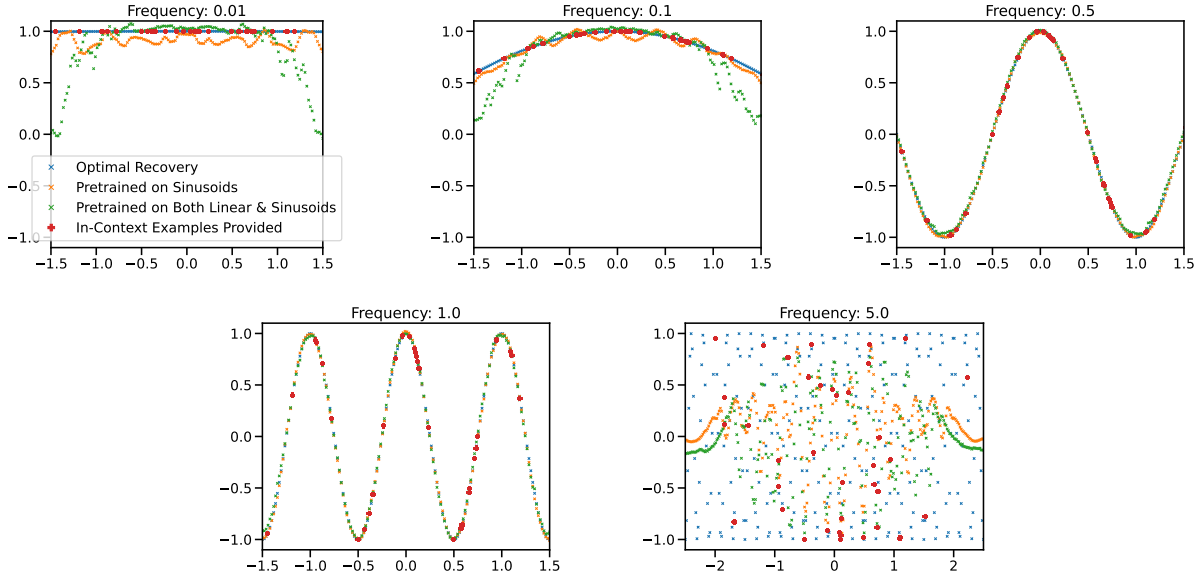 Frequency: 0.01
1.0
0.5
0.0
−0.5
−1.0
−1.5 −1.0 −0.5 0.0 0.5 1.0 1.5
Optimal Recovery
Pretrained on Sinusoids
Pretrained on Both Linear & Sinusoids
In-Context Examples Provided
Frequency: 0.1
1.0
0.5
0.0
−0.5
−1.0
−1.5 −1.0 −0.5 0.0 0.5 1.0 1.5
Frequency: 0.5
1.0
0.5
0.0
−0.5
−1.0
−1.5 −1.0 −0.5 0.0 0.5 1.0 1.5
Frequency: 1.0
1.0
0.5
0.0
−0.5
−1.0
−1.5 −1.0 −0.5 0.0 0.5 1.0 1.5
Frequency: 5.0
1.0
0.5
0.0
−0.5
−1.0
−2 −1 0 1 2